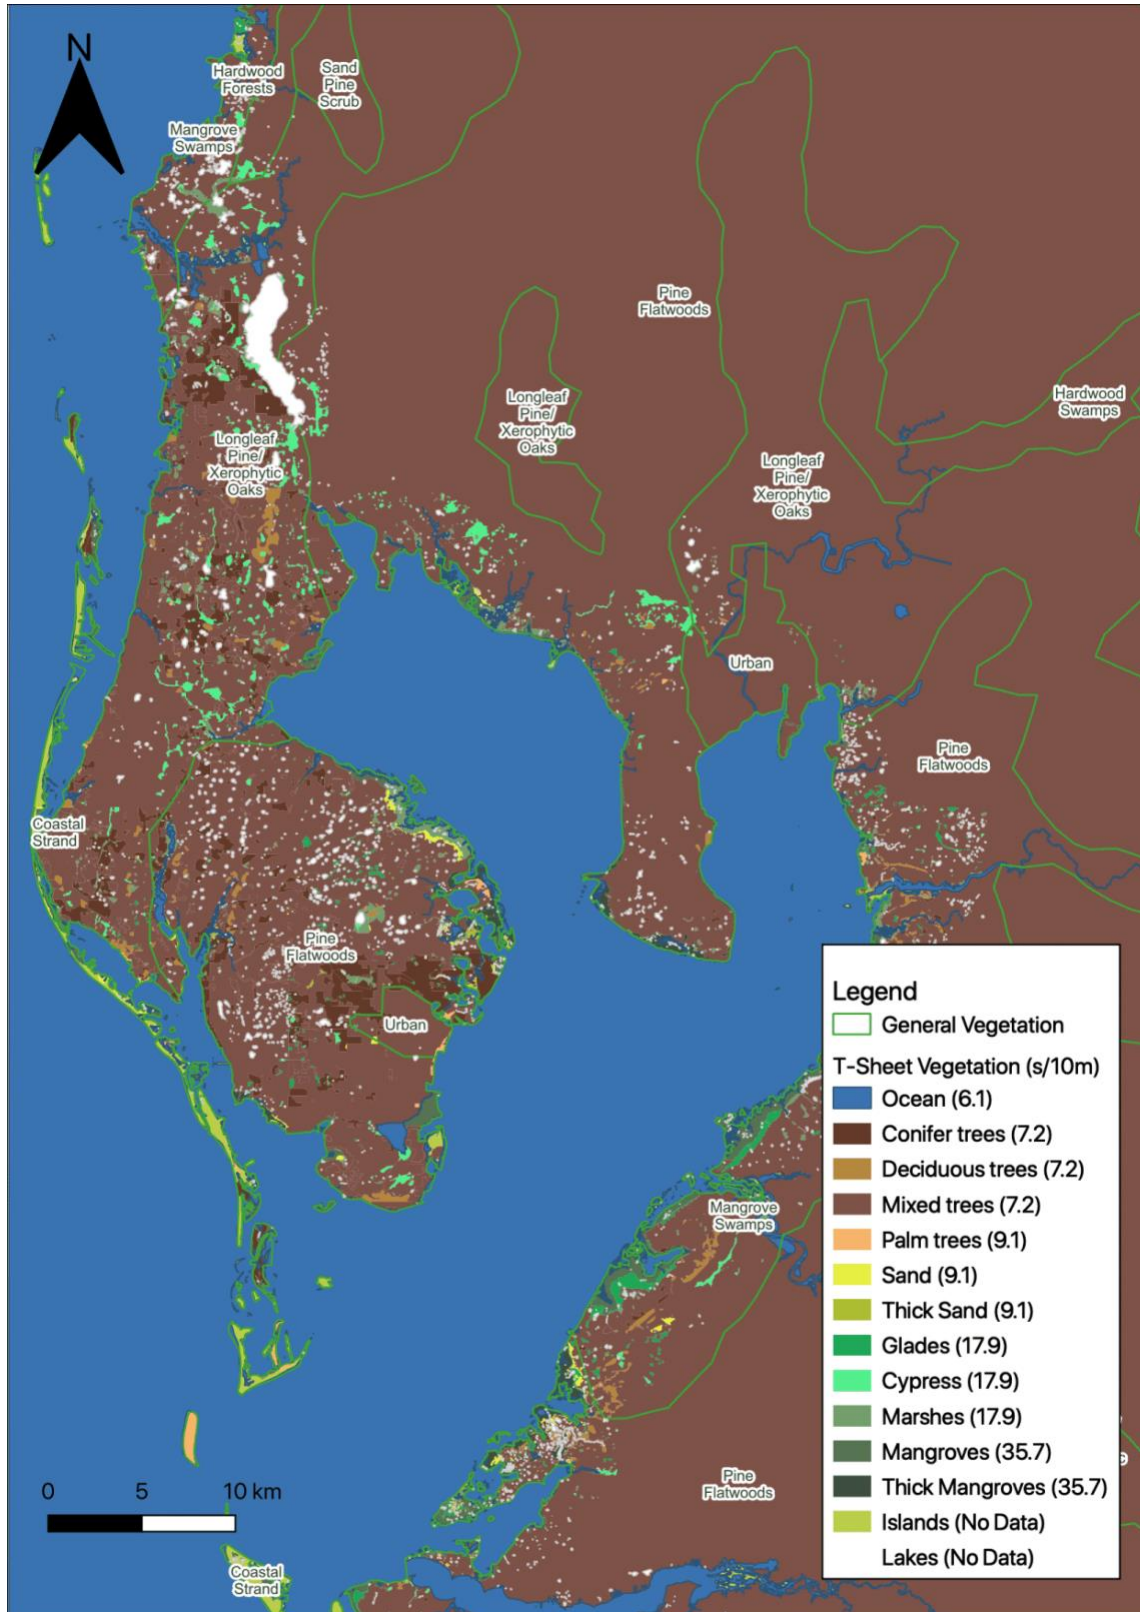 N
Hardwood
Forests
Sand
Pine
Scrub
Mangrove
Swamps
Pine
Flatwoods
Longleaf
Pine/
Xerophytic
Oaks
Hardwood
Swamps
Longleaf
Pine/
Xerophytic
Oaks
Longleaf
Pine/
Xerophytic
Oaks
Urban
Pine
Flatwoods
Coastal
Strand
Pine
Flatwoods
Urban
Mangrove
Swamps
Pine
Flatwoods
Coastal
Strand
0 5 10 km
Legend
General Vegetation
T-Sheet Vegetation (s/10m)
Ocean (6.1)
Conifer trees (7.2)
Deciduous trees (7.2)
Mixed trees (7.2)
Palm trees (9.1)
Sand (9.1)
Thick Sand (9.1)
Glades (17.9)
Cypress (17.9)
Marshes (17.9)
Mangroves (35.7)
Thick Mangroves (35.7)
Islands (No Data)
Lakes (No Data)